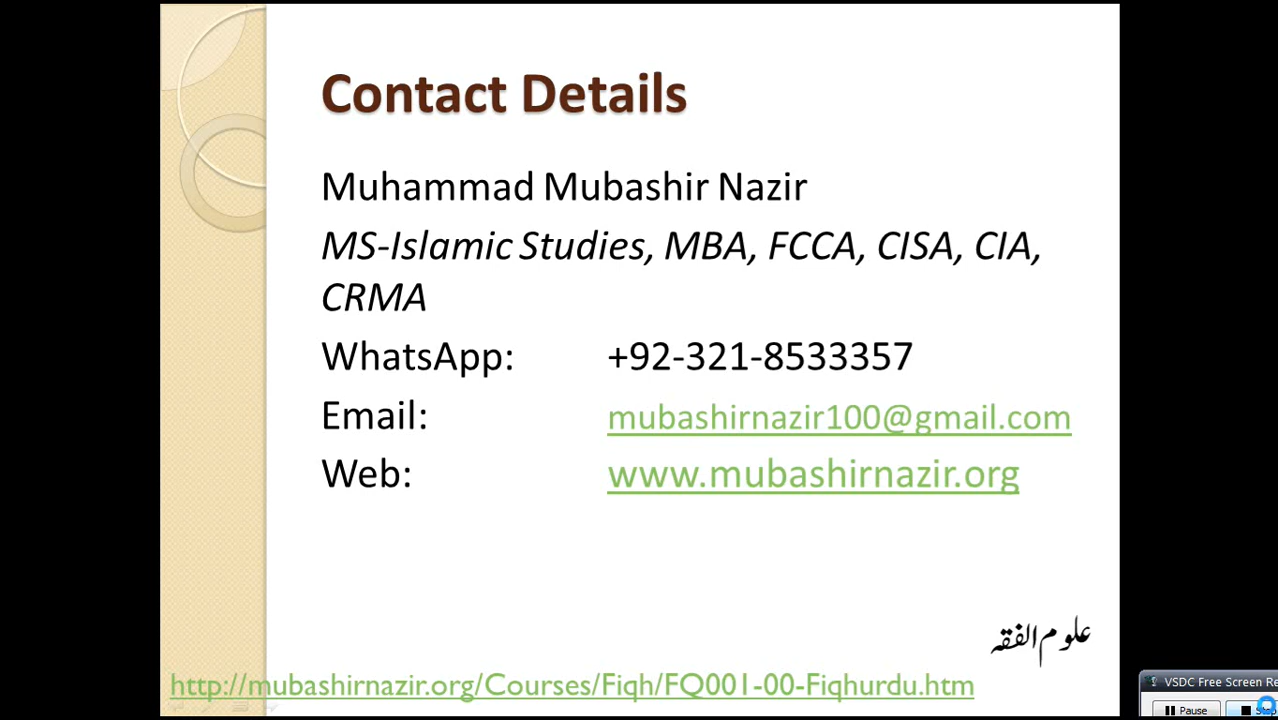 Contact Details
Muhammad Mubashir Nazir
MS-Islamic Studies, MBA, FCCA, CISA, CIA,
CRMA
WhatsApp: +92-321-8533357
Email: mubashirnazir100@gmail.com
Web: www.mubashirnazir.org
علوم الفقہ
http://mubashirnazir.org/Courses/Fiqh/FQ001-00-Fiqhurdu.htm
VSDC Free Screen Re
Pause Stop